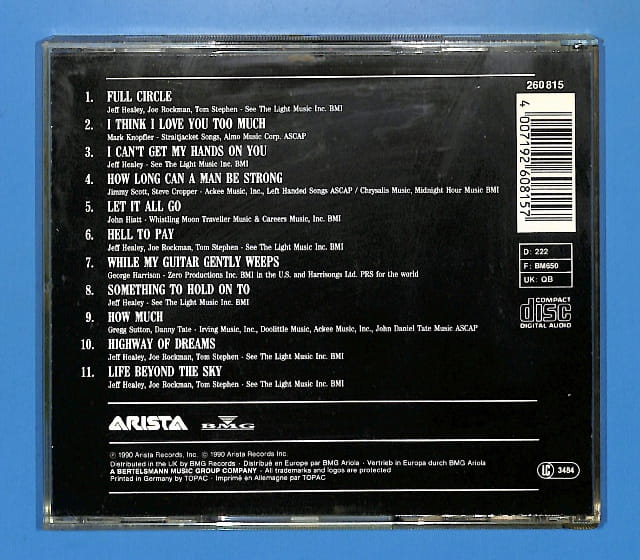 260 815
4 007192 608157
1. FULL CIRCLE
Jeff Healey, Joe Rockman, Tom Stephen - See The Light Music Inc. BMI
2. I THINK I LOVE YOU TOO MUCH
Mark Knopfler - Straitjacket Songs, Almo Music Corp. ASCAP
3. I CAN'T GET MY HANDS ON YOU
Jeff Healey - See The Light Music Inc. BMI
4. HOW LONG CAN A MAN BE STRONG
Jimmy Scott, Steve Cropper - Ackee Music, Inc., Left Handed Songs ASCAP / Chrysalis Music, Midnight Hour Music BMI
5. LET IT ALL GO
John Hiatt - Whistling Moon Traveller Music & Careers Music, Inc. BMI
6. HELL TO PAY
Jeff Healey, Joe Rockman, Tom Stephen - See The Light Music Inc. BMI
7. WHILE MY GUITAR GENTLY WEEPS
George Harrison - Zero Productions Inc. BMI in the U.S. and Harrisongs Ltd. PRS for the world
8. SOMETHING TO HOLD ON TO
Jeff Healey - See The Light Music Inc. BMI
9. HOW MUCH
Gregg Sutton, Danny Tate - Irving Music, Inc., Doolittle Music, Ackee Music, Inc., John Daniel Tate Music ASCAP
10. HIGHWAY OF DREAMS
Jeff Healey, Joe Rockman, Tom Stephen - See The Light Music Inc. BMI
11. LIFE BEYOND THE SKY
Jeff Healey, Joe Rockman, Tom Stephen - See The Light Music Inc. BMI
D: 222
F: BM650
UK: QB
COMPACT
disc
DIGITAL AUDIO
ARISTA BMG
℗ 1990 Arista Records, Inc. © 1990 Arista Records Inc.
Distributed in the UK by BMG Records · Distribué en Europe par BMG Ariola · Vertrieb in Europa durch BMG Ariola
A BERTELSMANN MUSIC GROUP COMPANY - All trademarks and logos are protected
Printed in Germany by TOPAC · Imprimé en Allemagne par TOPAC
LC 3484